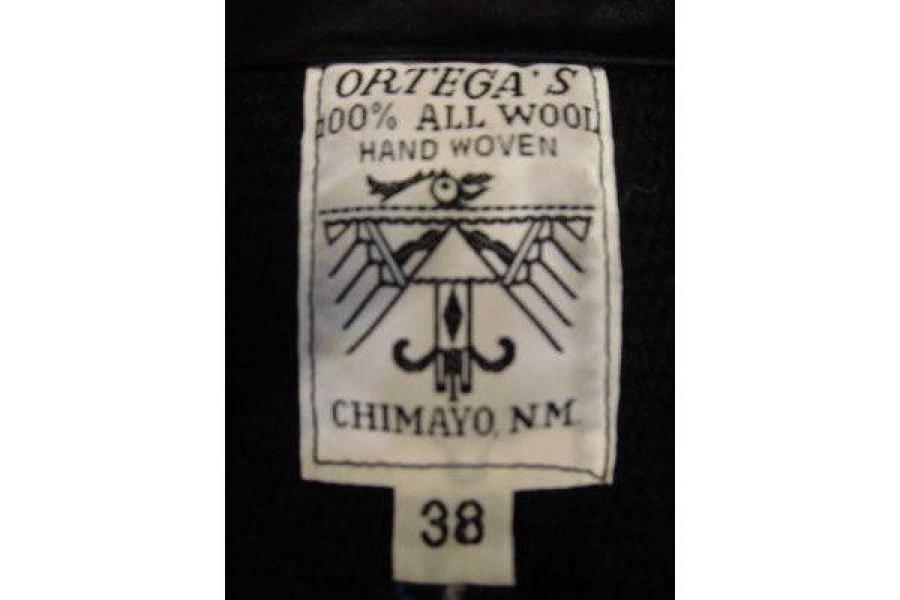 ORTEGA'S
100% ALL WOOL
HAND WOVEN
CHIMAYO, N.M.
38